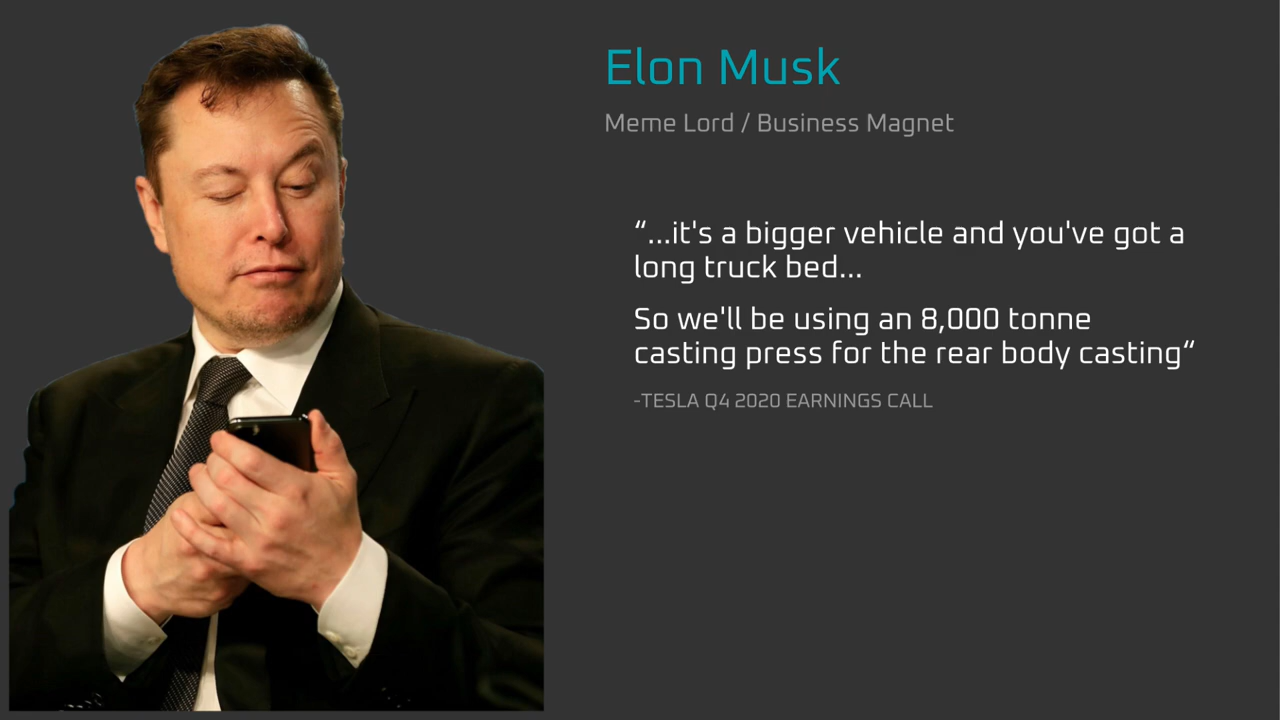 Elon Musk
Meme Lord / Business Magnet
“...it's a bigger vehicle and you've got a
long truck bed...
So we'll be using an 8,000 tonne
casting press for the rear body casting“
-TESLA Q4 2020 EARNINGS CALL